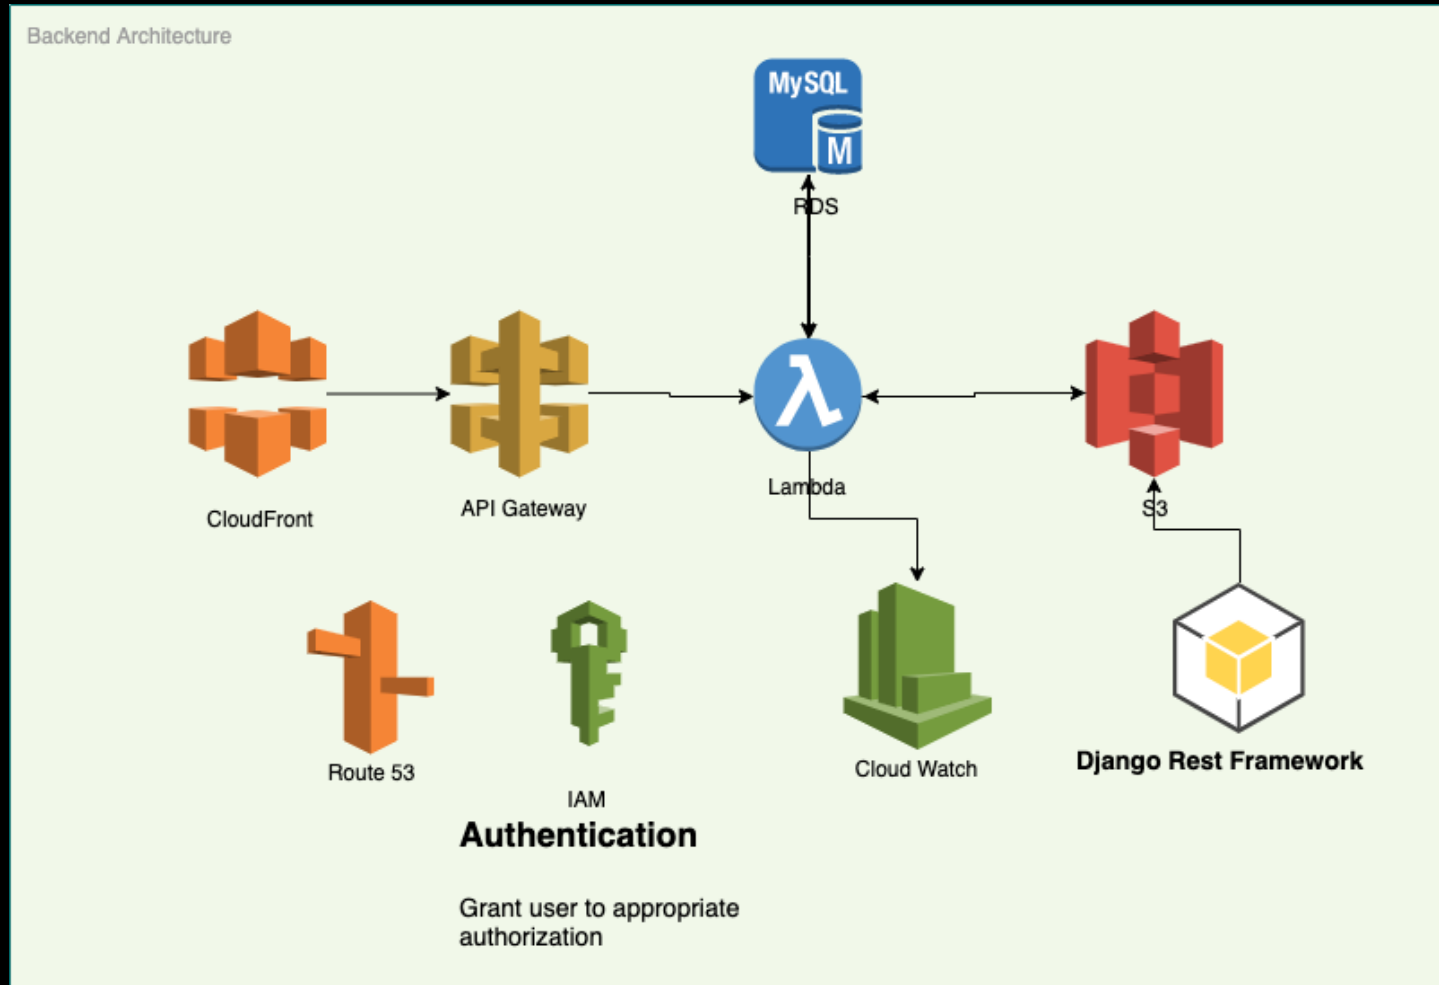 Backend Architecture
MySQL
M
RDS
λ
CloudFront
API Gateway
Lambda
S3
Route 53
IAM
Authentication
Grant user to appropriate
authorization
Cloud Watch
Django Rest Framework